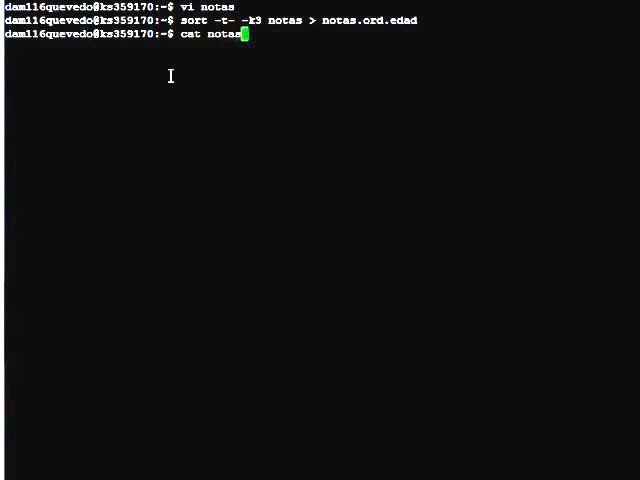 dam116quevedo@ks359170:~$ vi notas
dam116quevedo@ks359170:~$ sort -t- -k3 notas > notas.ord.edad
dam116quevedo@ks359170:~$ cat notas